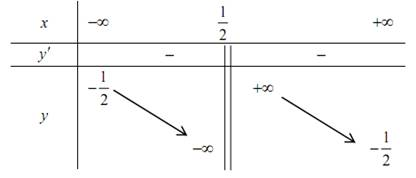 x −∞ 1/2 +∞
y′ − −
−1/2 +∞
y
−∞ −1/2